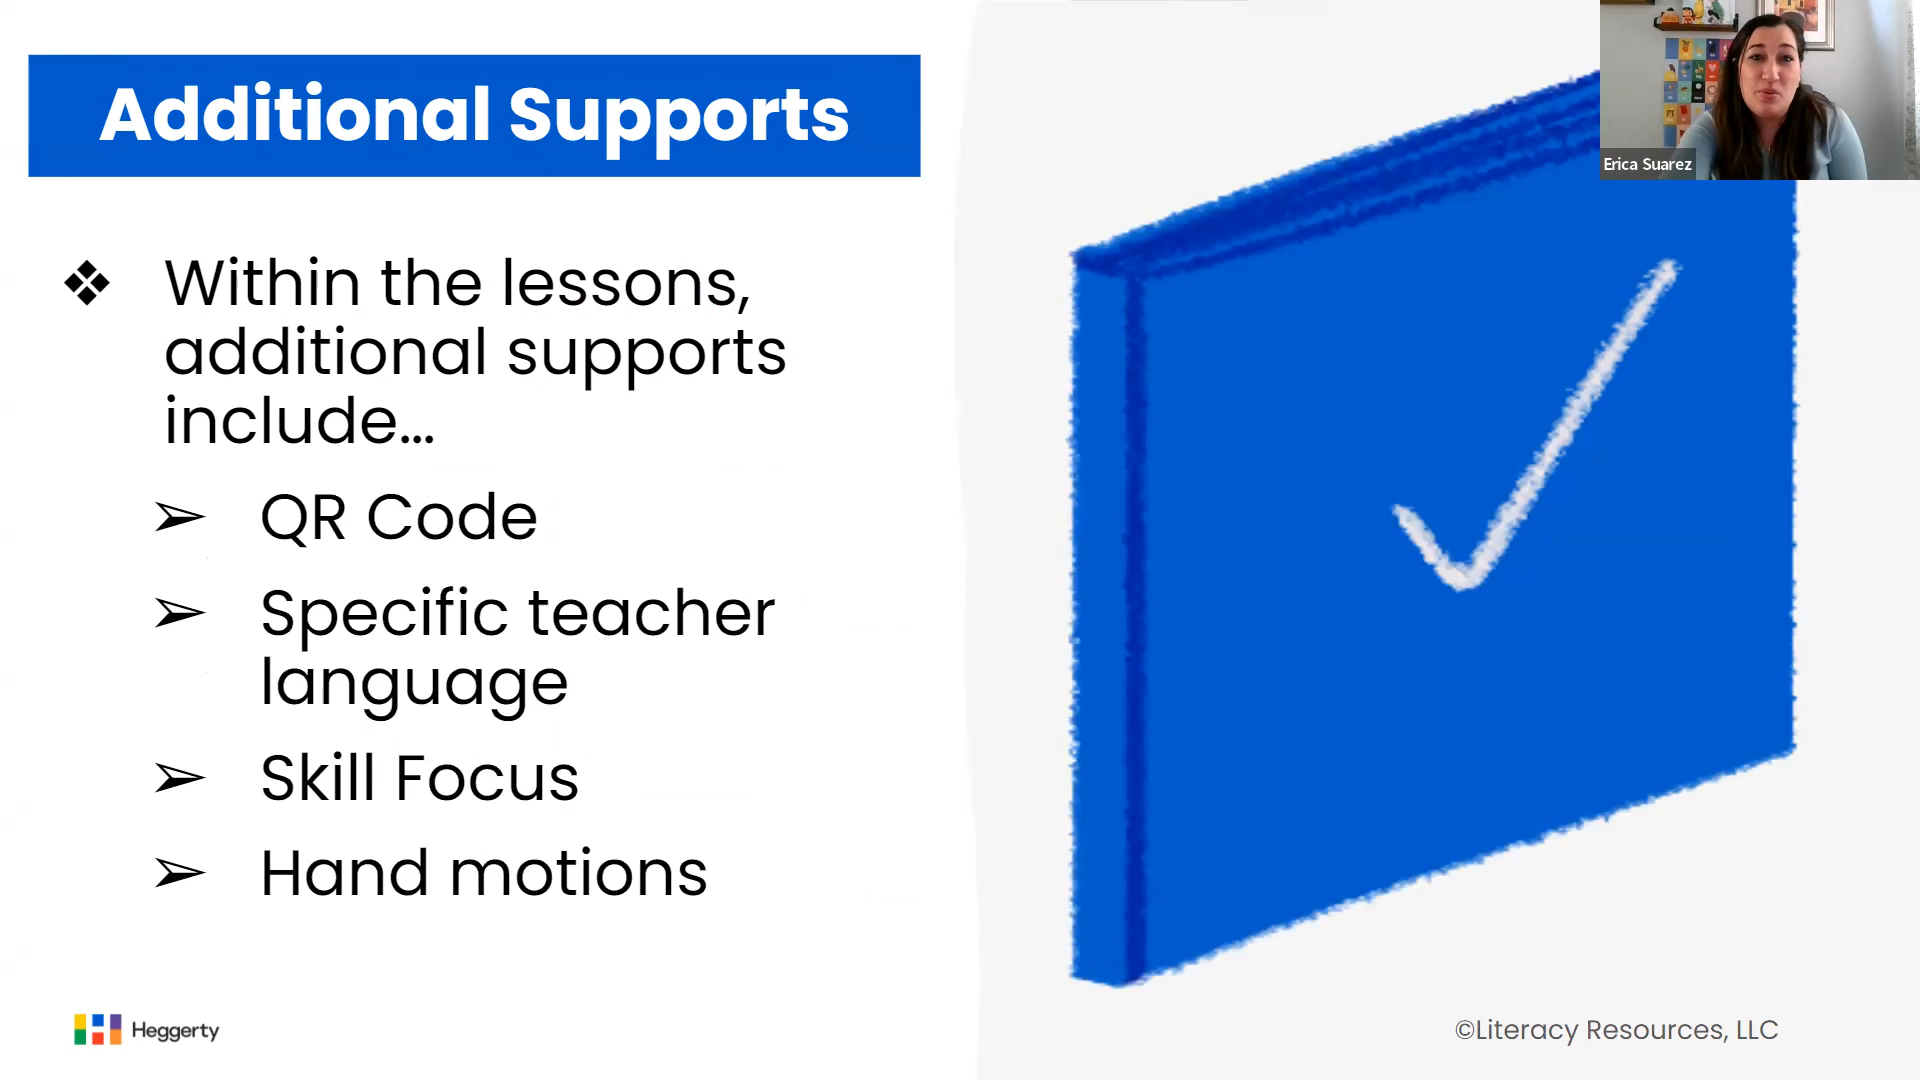 Additional Supports
Erica Suarez
❖ Within the lessons,
additional supports
include…
➢ QR Code
➢ Specific teacher
language
➢ Skill Focus
➢ Hand motions
Heggerty
©Literacy Resources, LLC